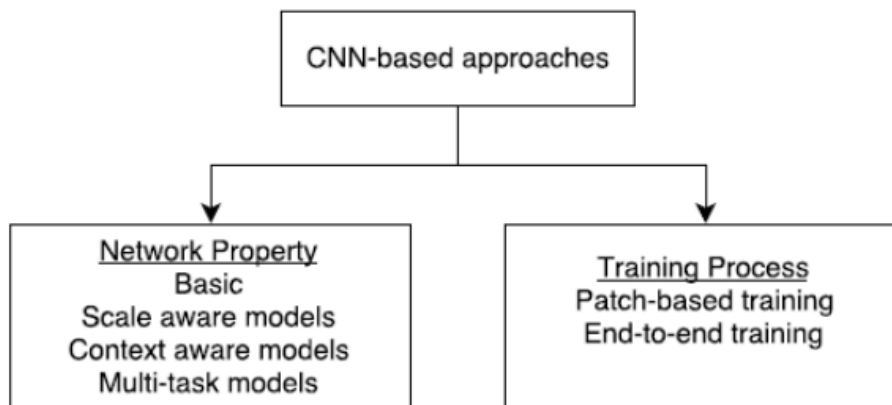 CNN-based approaches
Network Property
Basic
Scale aware models
Context aware models
Multi-task models
Training Process
Patch-based training
End-to-end training